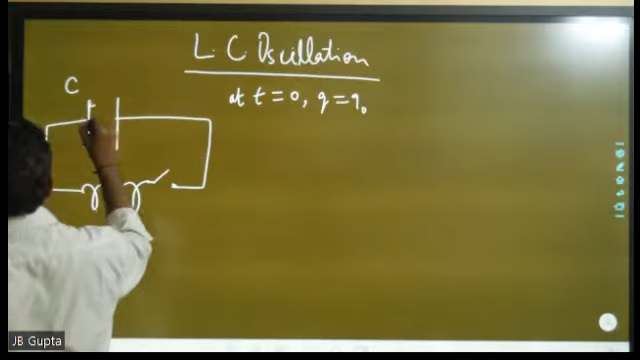 L.C. Oscillation
at t = 0, q = q₀
C
JB Gupta